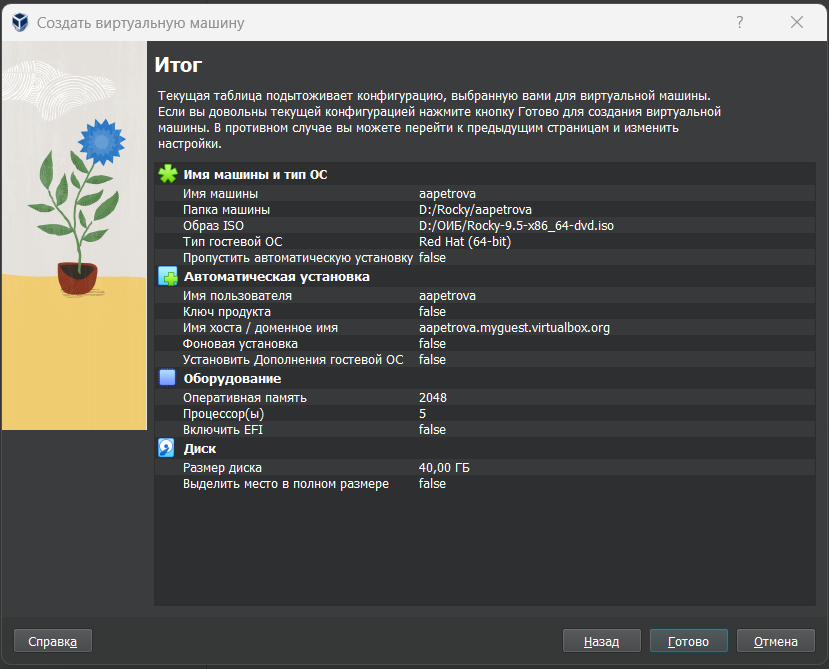 Создать виртуальную машину
?
Итог
Текущая таблица подытоживает конфигурацию, выбранную вами для виртуальной машины.
Если вы довольны текущей конфигурацией нажмите кнопку Готово для создания виртуальной
машины. В противном случае вы можете перейти к предыдущим страницам и изменить
настройки.
Имя машины и тип ОС
Имя машины aapetrova
Папка машины D:/Rocky/aapetrova
Образ ISO D:/ОИБ/Rocky-9.5-x86_64-dvd.iso
Тип гостевой ОС Red Hat (64-bit)
Пропустить автоматическую установку false
Автоматическая установка
Имя пользователя aapetrova
Ключ продукта false
Имя хоста / доменное имя aapetrova.myguest.virtualbox.org
Фоновая установка false
Установить Дополнения гостевой ОС false
Оборудование
Оперативная память 2048
Процессор(ы) 5
Включить EFI false
Диск
Размер диска 40,00 ГБ
Выделить место в полном размере false
Справка Назад Готово Отмена